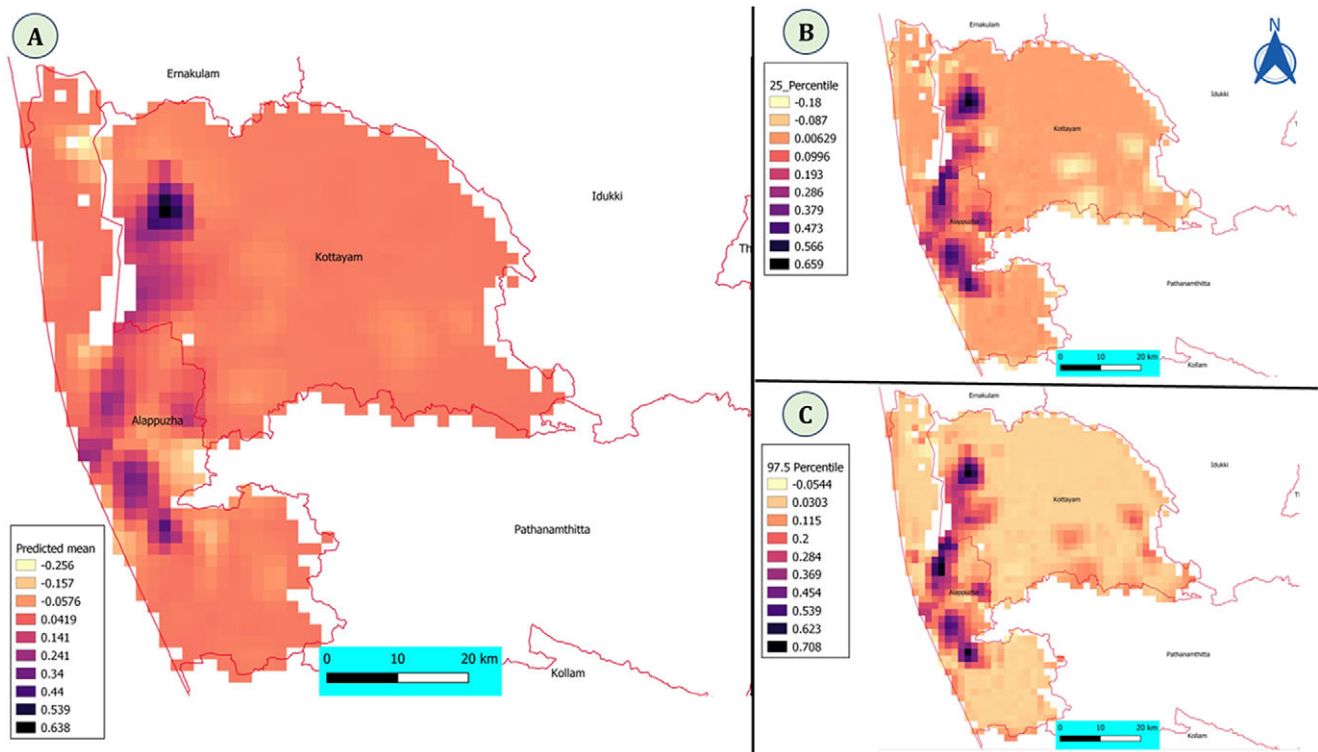 A
Ernakulam
Idukki
Kottayam
Th
Alappuzha
Pathanamthitta
Kollam
Predicted mean
-0.256
-0.157
-0.0576
0.0419
0.141
0.241
0.34
0.44
0.539
0.638
0 10 20 km
B
Ernakulam
N
25_Percentile
-0.18
-0.087
0.00629
0.0996
0.193
0.286
0.379
0.473
0.566
0.659
Idukki
Kottayam
Alappuzha
Pathanamthitta
Kollam
0 10 20 km
C
Ernakulam
97.5 Percentile
-0.0544
0.0303
0.115
0.2
0.284
0.369
0.454
0.539
0.623
0.708
Idukki
Kottayam
Alappuzha
Pathanamthitta
Kollam
0 10 20 km